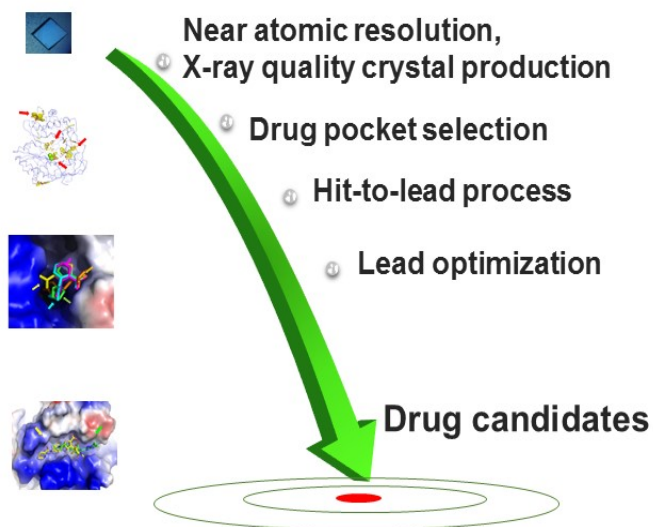 Near atomic resolution,
X-ray quality crystal production
Drug pocket selection
Hit-to-lead process
Lead optimization
Drug candidates